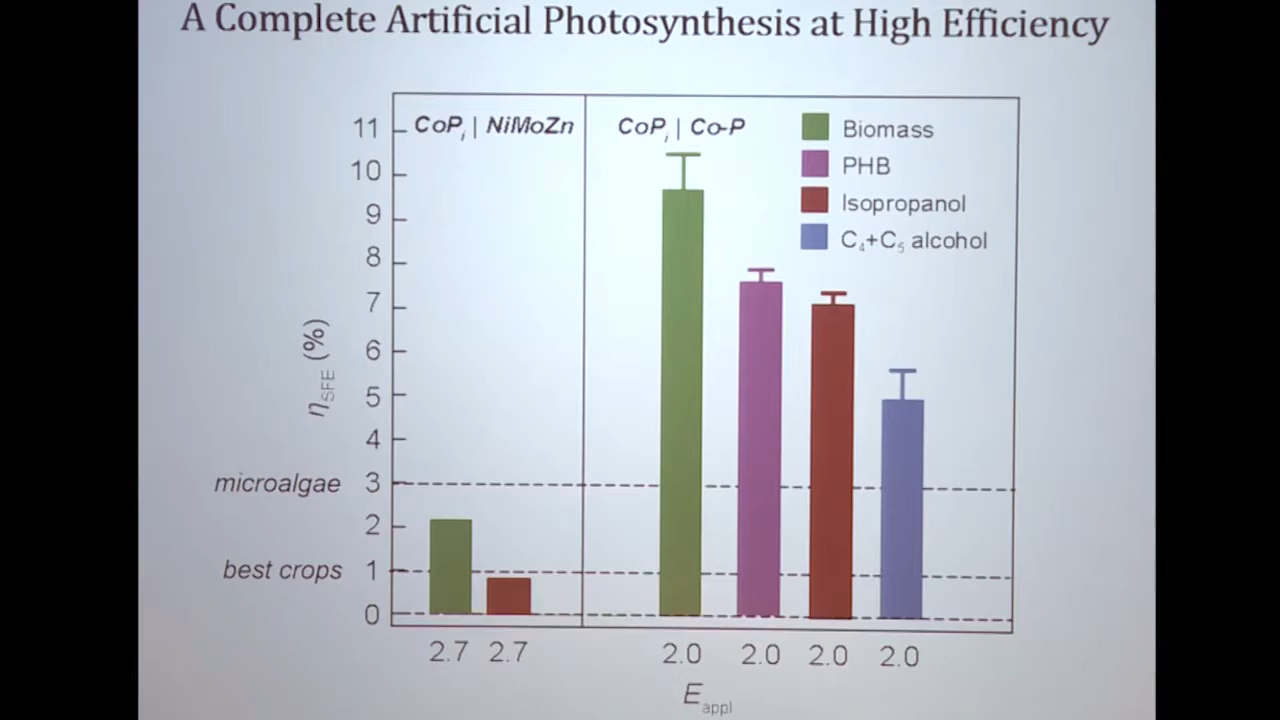 A Complete Artificial Photosynthesis at High Efficiency
CoPᵢ | NiMoZn
CoPᵢ | Co-P
Biomass
PHB
Isopropanol
C₄+C₅ alcohol
11
10
9
8
7
6
5
4
microalgae 3
2
best crops 1
0
η SFE (%)
2.7 2.7 2.0 2.0 2.0 2.0
E appl